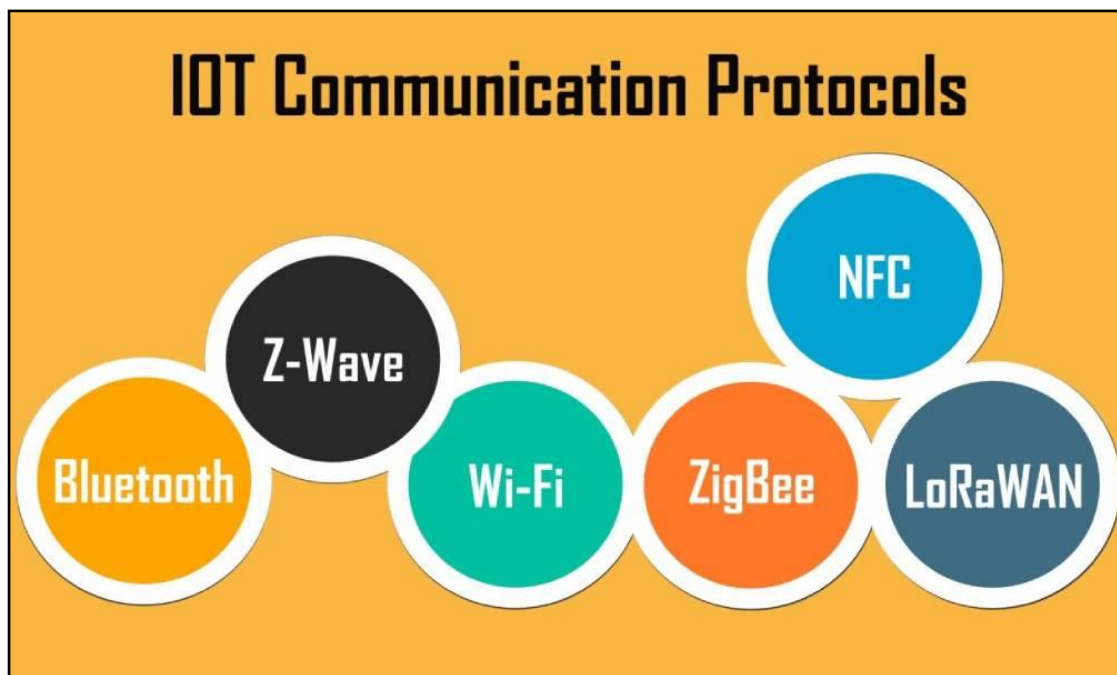 IOT Communication Protocols
NFC
Z-Wave
Bluetooth
Wi-Fi
ZigBee
LoRaWAN